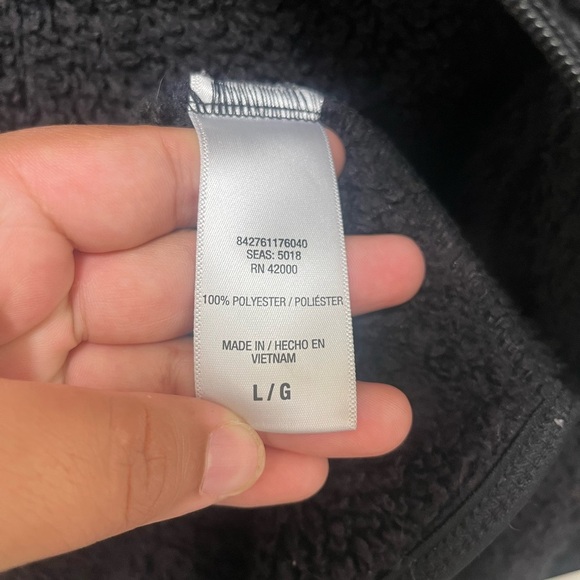 842761176040
SEAS: 5018
RN 42000
100% POLYESTER / POLIÉSTER
MADE IN / HECHO EN
VIETNAM
L / G